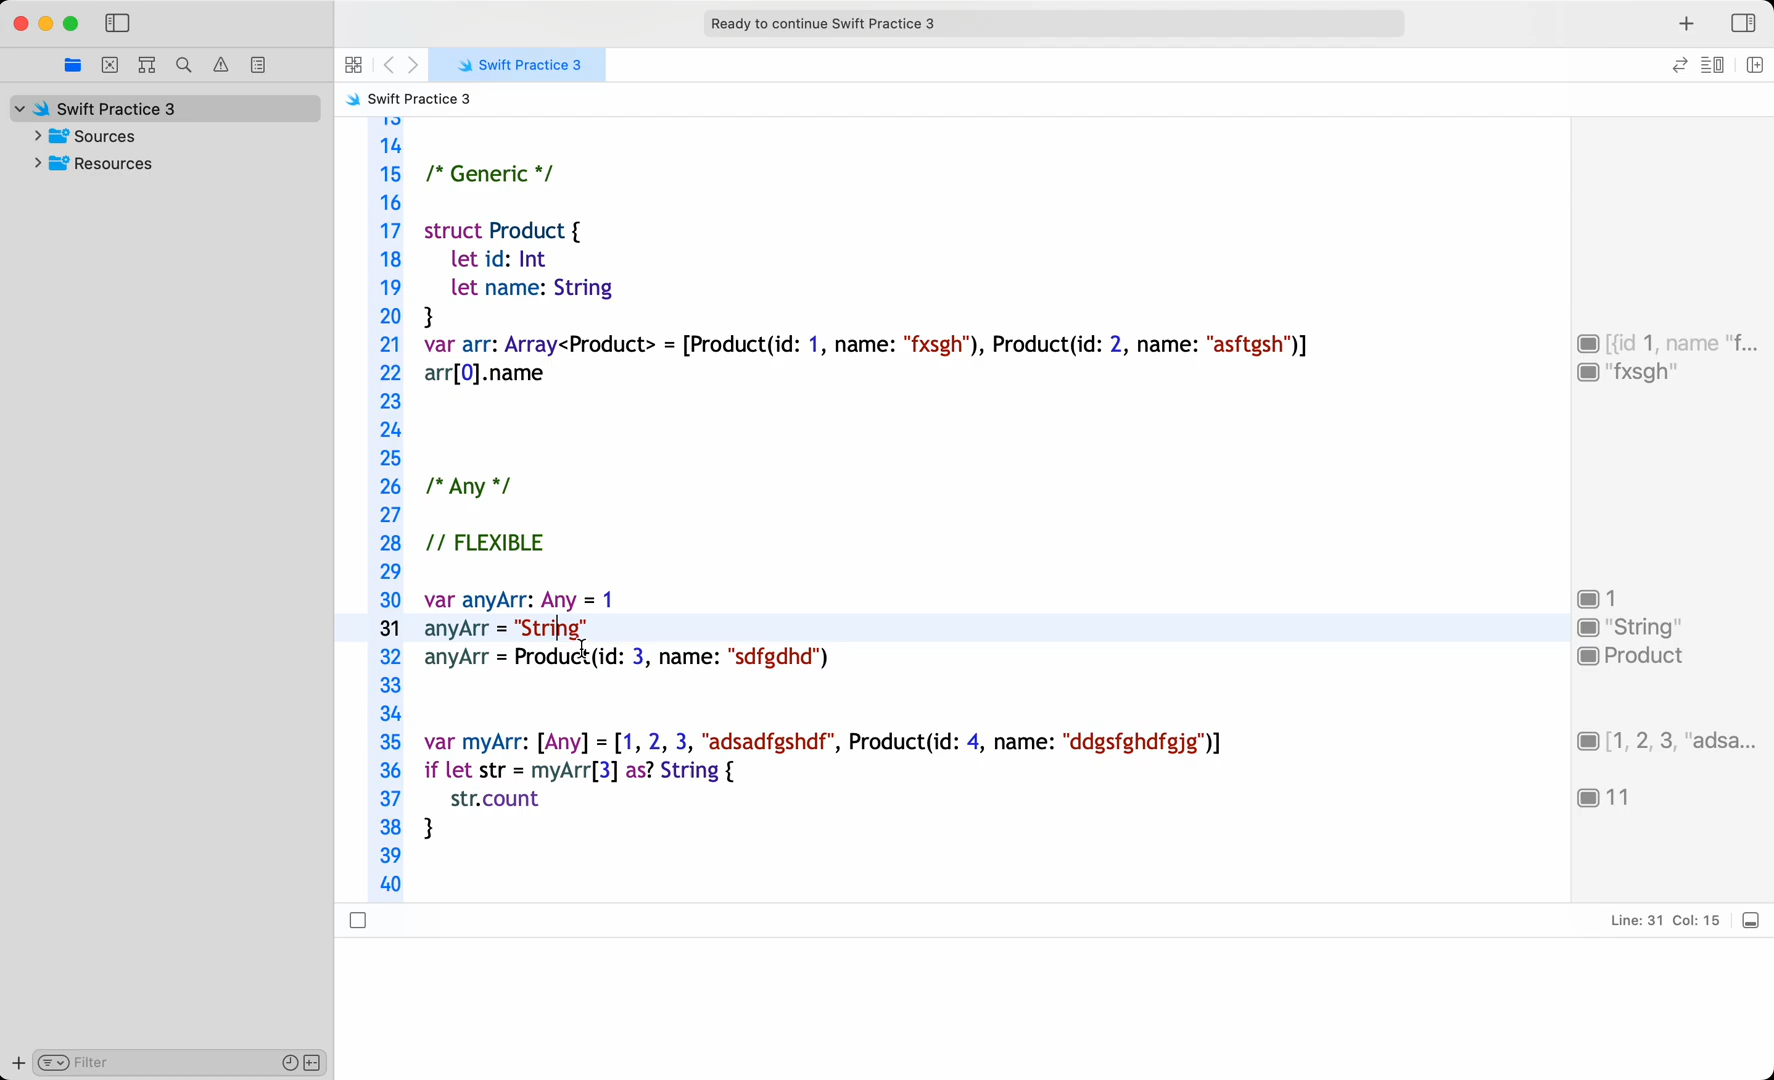 Ready to continue Swift Practice 3
Swift Practice 3
Swift Practice 3
Swift Practice 3
Sources
Resources
13
14
15 /* Generic */
16
17 struct Product {
18 let id: Int
19 let name: String
20 }
21 var arr: Array<Product> = [Product(id: 1, name: "fxsgh"), Product(id: 2, name: "asftgsh")] [{id 1, name "f...
22 arr[0].name "fxsgh"
23
24
25
26 /* Any */
27
28 // FLEXIBLE
29
30 var anyArr: Any = 1 1
31 anyArr = "String" "String"
32 anyArr = Product(id: 3, name: "sdfgdhd") Product
33
34
35 var myArr: [Any] = [1, 2, 3, "adsadfgshdf", Product(id: 4, name: "ddgsfghdfgjg")] [1, 2, 3, "adsa...
36 if let str = myArr[3] as? String {
37 str.count 11
38 }
39
40
Line: 31 Col: 15
Filter